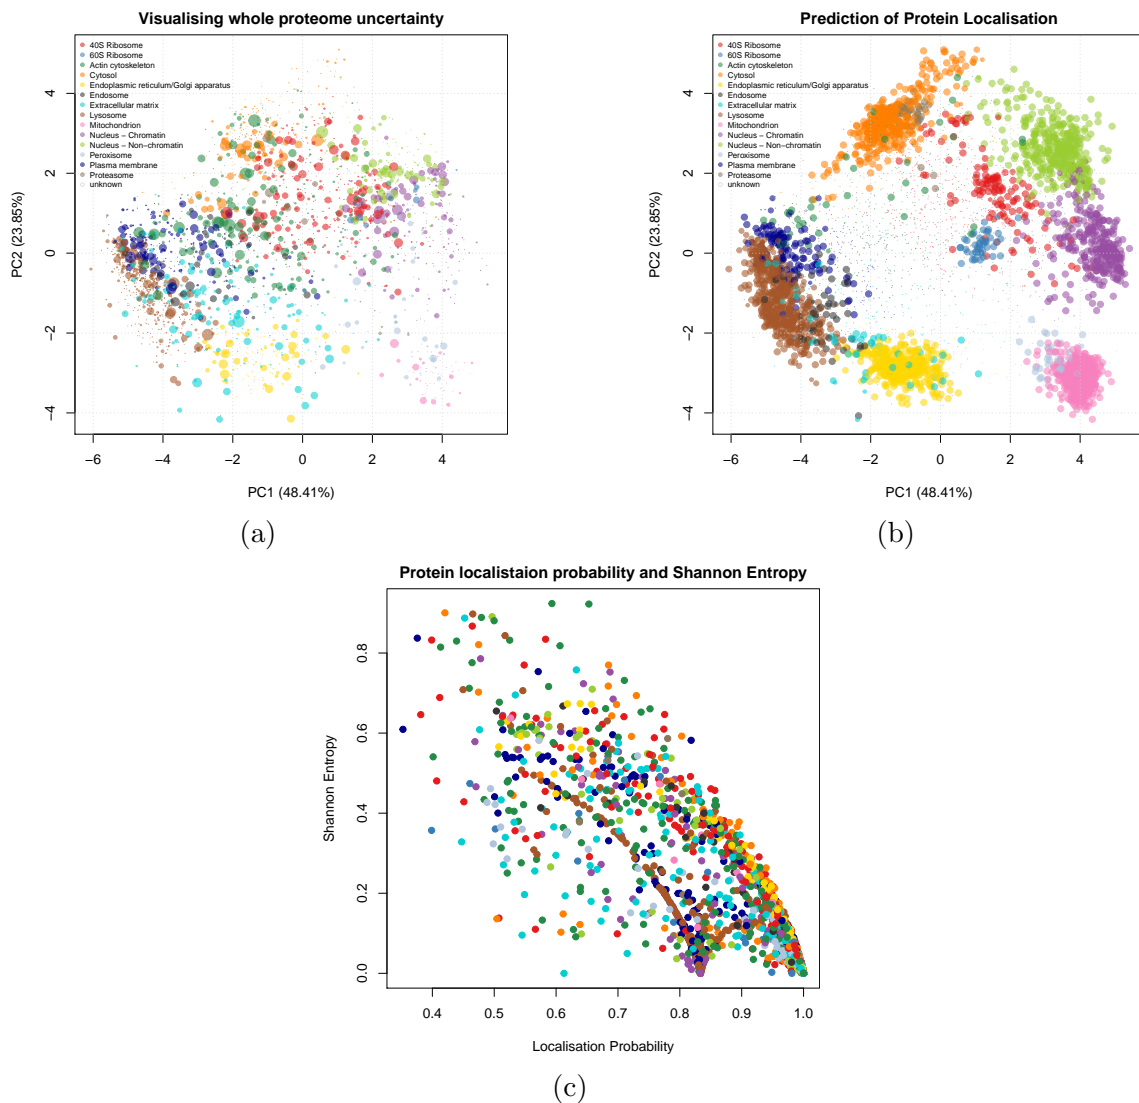 Visualising whole proteome uncertainty
40S Ribosome
60S Ribosome
Actin cytoskeleton
Cytosol
Endoplasmic reticulum/Golgi apparatus
Endosome
Extracellular matrix
Lysosome
Mitochondrion
Nucleus − Chromatin
Nucleus − Non−chromatin
Peroxisome
Plasma membrane
Proteasome
unknown
4
2
0
−2
−4
PC2 (23.85%)
−6 −4 −2 0 2 4
PC1 (48.41%)
(a)
Prediction of Protein Localisation
40S Ribosome
60S Ribosome
Actin cytoskeleton
Cytosol
Endoplasmic reticulum/Golgi apparatus
Endosome
Extracellular matrix
Lysosome
Mitochondrion
Nucleus − Chromatin
Nucleus − Non−chromatin
Peroxisome
Plasma membrane
Proteasome
unknown
4
2
0
−2
−4
PC2 (23.85%)
−6 −4 −2 0 2 4
PC1 (48.41%)
(b)
Protein localistaion probability and Shannon Entropy
0.8
0.6
0.4
0.2
0.0
Shannon Entropy
0.4 0.5 0.6 0.7 0.8 0.9 1.0
Localisation Probability
(c)